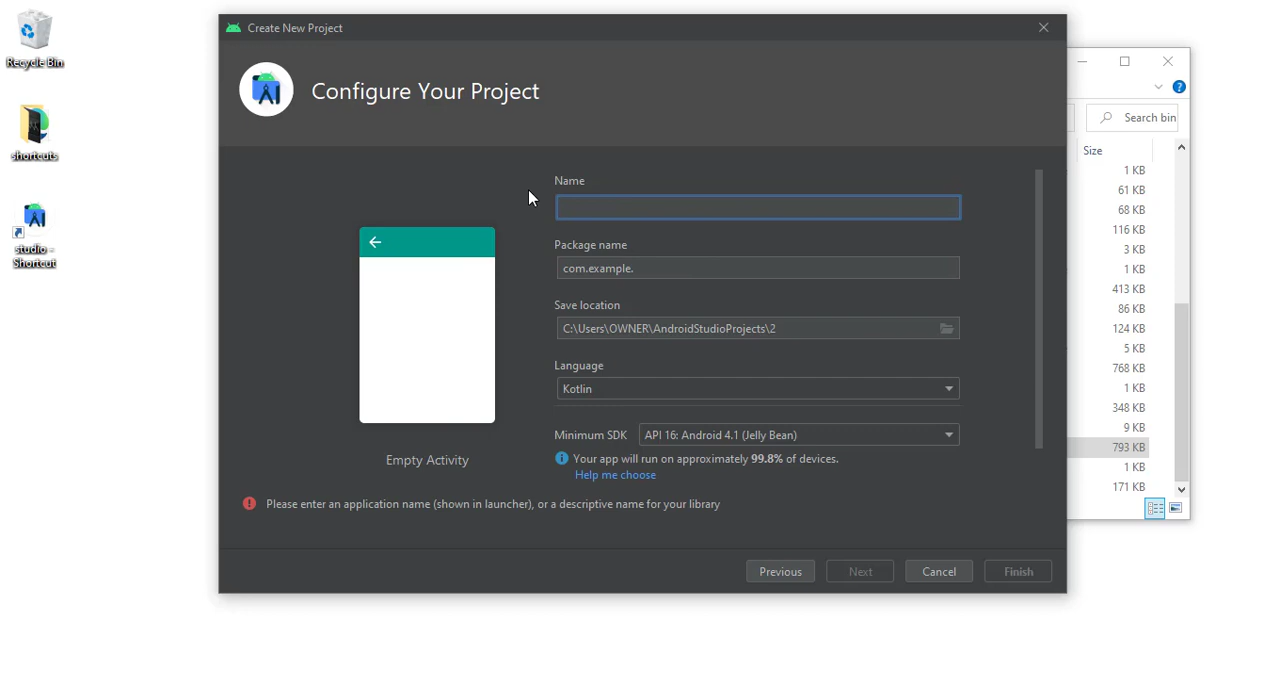 Recycle Bin
shortcuts
studio -
Shortcut
Create New Project
Configure Your Project
Empty Activity
Name
Package name
com.example.
Save location
C:\Users\OWNER\AndroidStudioProjects\2
Language
Kotlin
Minimum SDK API 16: Android 4.1 (Jelly Bean)
Your app will run on approximately 99.8% of devices.
Help me choose
Please enter an application name (shown in launcher), or a descriptive name for your library
Previous
Next
Cancel
Finish
Search bin
Size
1 KB
61 KB
68 KB
116 KB
3 KB
1 KB
413 KB
86 KB
124 KB
5 KB
768 KB
1 KB
348 KB
9 KB
793 KB
1 KB
171 KB